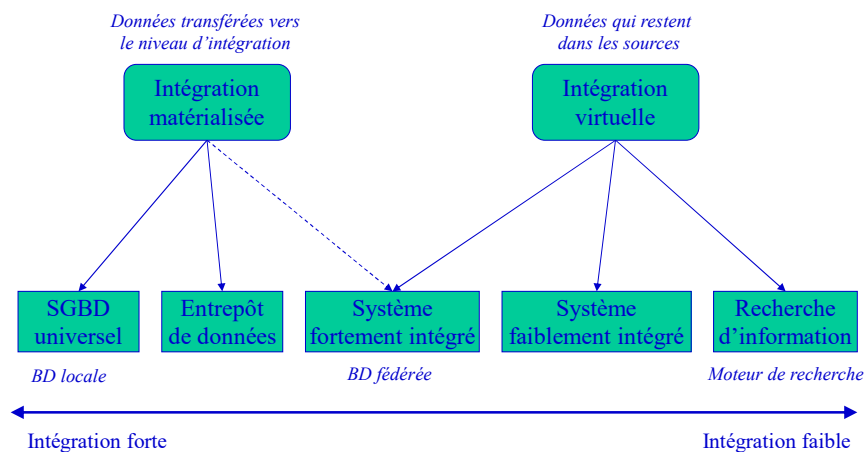 Données transférées vers
le niveau d'intégration
Données qui restent
dans les sources
Intégration
matérialisée
Intégration
virtuelle
SGBD
universel
Entrepôt
de données
Système
fortement intégré
Système
faiblement intégré
Recherche
d'information
BD locale
BD fédérée
Moteur de recherche
Intégration forte
Intégration faible